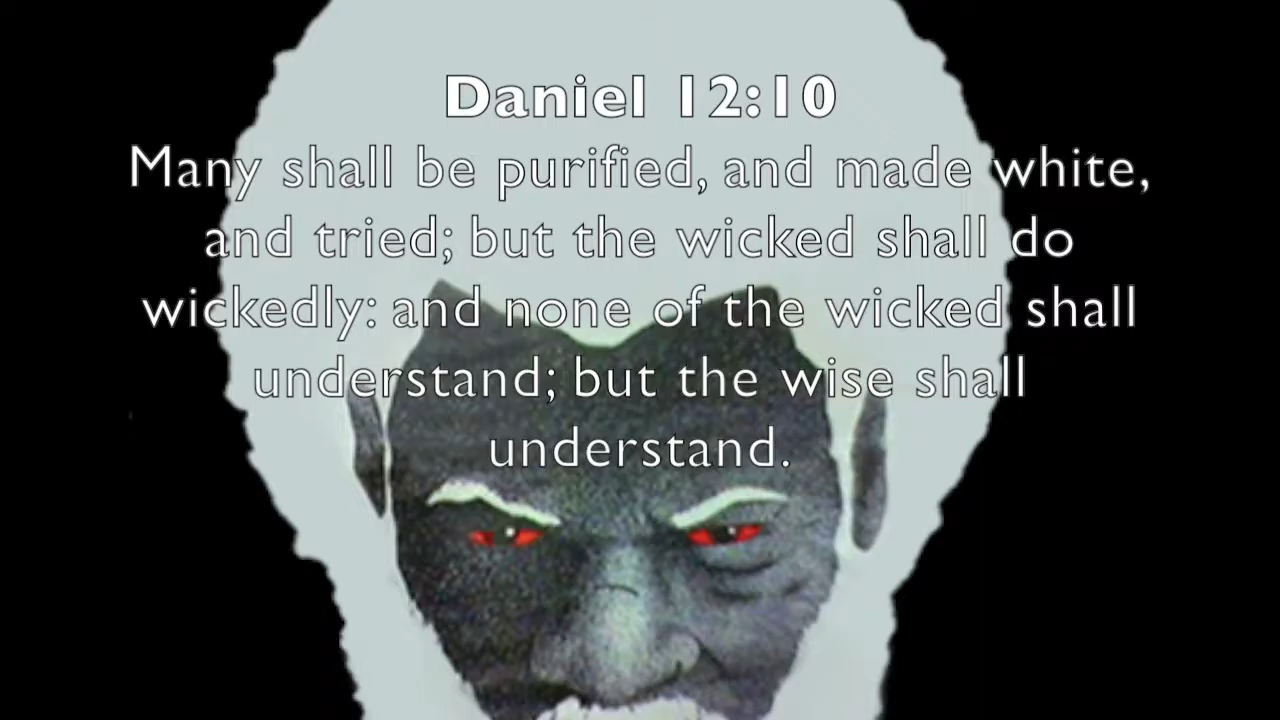 Daniel 12:10
Many shall be purified, and made white,
and tried; but the wicked shall do
wickedly: and none of the wicked shall
understand; but the wise shall
understand.